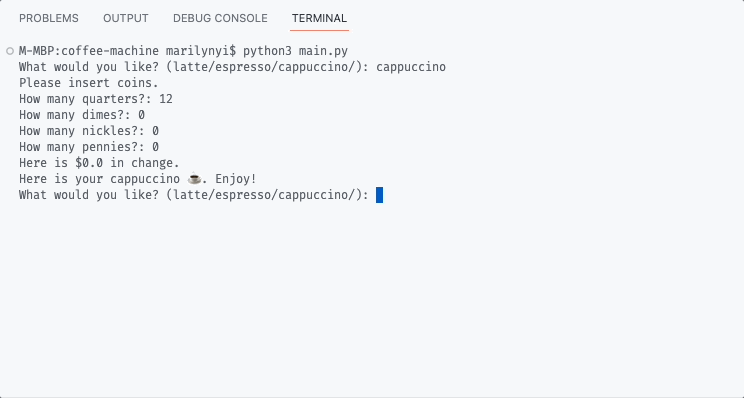 PROBLEMS OUTPUT DEBUG CONSOLE TERMINAL
M-MBP:coffee-machine marilynyi$ python3 main.py
What would you like? (latte/espresso/cappuccino/): cappuccino
Please insert coins.
How many quarters?: 12
How many dimes?: 0
How many nickles?: 0
How many pennies?: 0
Here is $0.0 in change.
Here is your cappuccino ☕. Enjoy!
What would you like? (latte/espresso/cappuccino/):